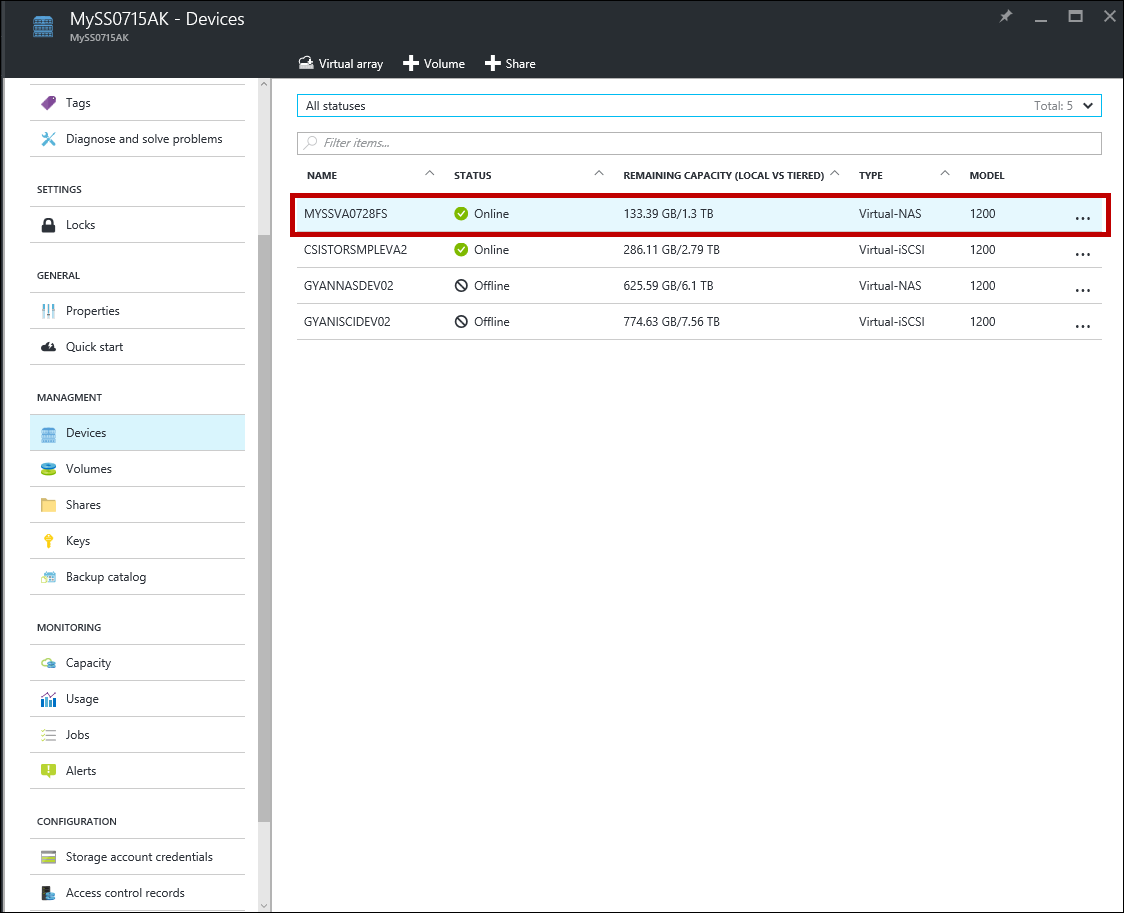 MySS0715AK - Devices
MySS0715AK
Virtual array Volume Share
Tags
Diagnose and solve problems
SETTINGS
Locks
GENERAL
Properties
Quick start
MANAGMENT
Devices
Volumes
Shares
Keys
Backup catalog
MONITORING
Capacity
Usage
Jobs
Alerts
CONFIGURATION
Storage account credentials
Access control records
All statuses Total: 5
Filter items...
NAME STATUS REMAINING CAPACITY (LOCAL VS TIERED) TYPE MODEL
MYSSVA0728FS Online 133.39 GB/1.3 TB Virtual-NAS 1200 ...
CSISTORSMPLEVA2 Online 286.11 GB/2.79 TB Virtual-iSCSI 1200 ...
GYANNASDEV02 Offline 625.59 GB/6.1 TB Virtual-NAS 1200 ...
GYANISCIDEV02 Offline 774.63 GB/7.56 TB Virtual-iSCSI 1200 ...